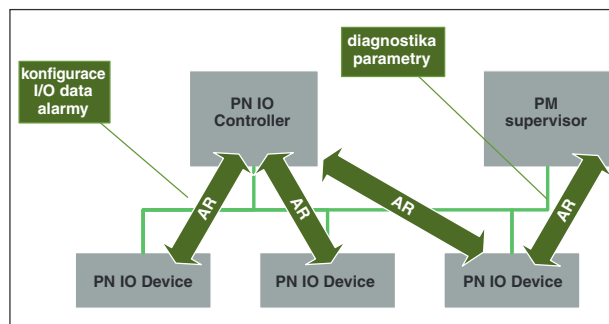 konfigurace
I/O data
alarmy
diagnostika
parametry
PN IO
Controller
PM
supervisor
AR
AR
AR
AR
PN IO Device
PN IO Device
PN IO Device